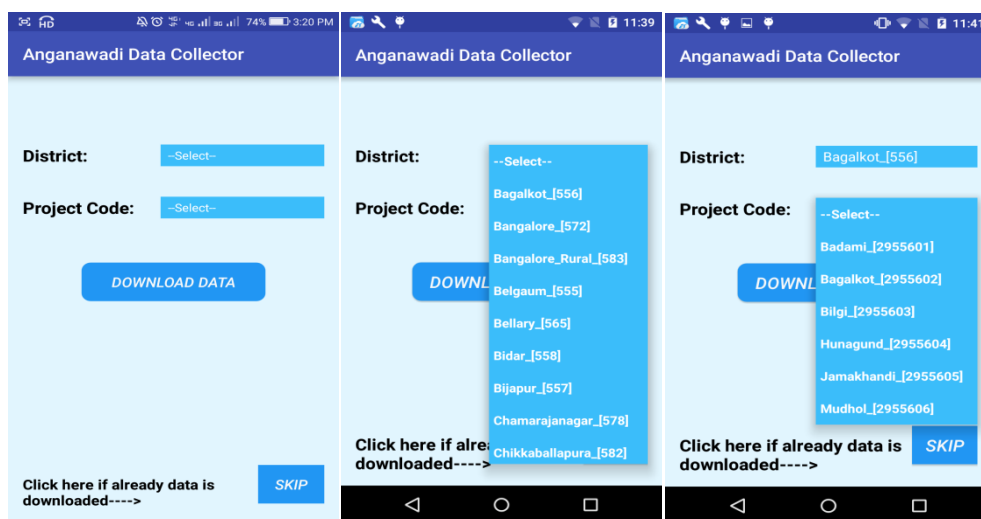 HD 4G 3G 74% 3:20 PM
Anganawadi Data Collector
District: --Select--
Project Code: --Select--
DOWNLOAD DATA
Click here if already data is
downloaded---->
SKIP
11:39
Anganawadi Data Collector
District:
Project Code:
--Select--
Bagalkot_[556]
Bangalore_[572]
Bangalore_Rural_[583]
Belgaum_[555]
Bellary_[565]
Bidar_[558]
Bijapur_[557]
Chamarajanagar_[578]
Chikkaballapura_[582]
DOWNL
Click here if alre
downloaded---->
11:41
Anganawadi Data Collector
District: Bagalkot_[556]
Project Code:
--Select--
Badami_[2955601]
Bagalkot_[2955602]
Bilgi_[2955603]
Hunagund_[2955604]
Jamakhandi_[2955605]
Mudhol_[2955606]
DOWNL
Click here if already data is
downloaded---->
SKIP